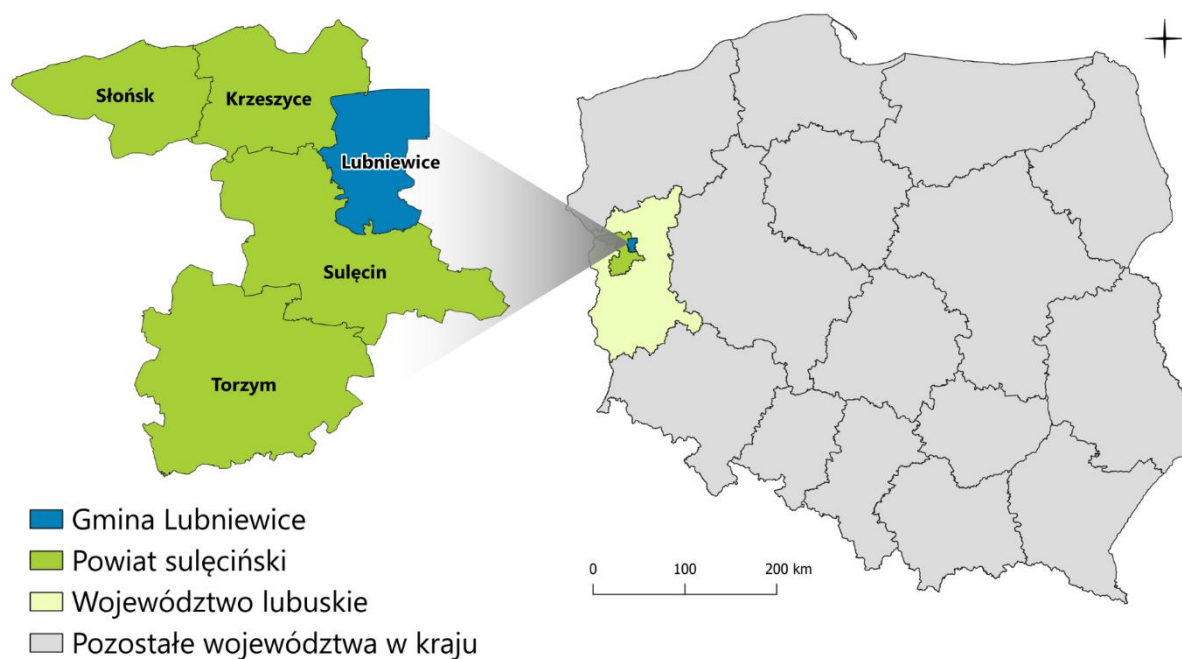 Słońsk
Krzeszyce
Lubniewice
Sulęcin
Torzym
Gmina Lubniewice
Powiat sulęciński
Województwo lubuskie
Pozostałe województwa w kraju
0 100 200 km